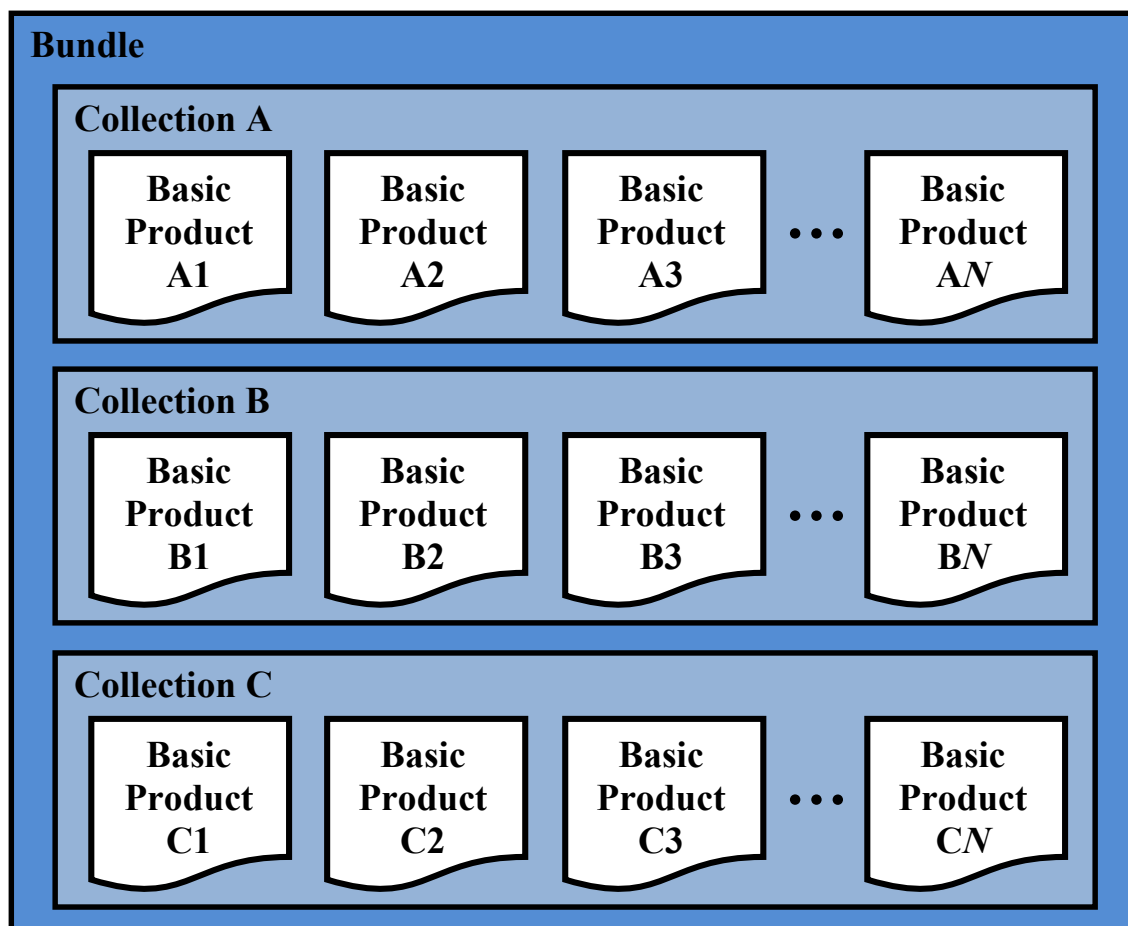 Bundle
Collection A
Basic
Product
A1
Basic
Product
A2
Basic
Product
A3
...
Basic
Product
AN
Collection B
Basic
Product
B1
Basic
Product
B2
Basic
Product
B3
...
Basic
Product
BN
Collection C
Basic
Product
C1
Basic
Product
C2
Basic
Product
C3
...
Basic
Product
CN